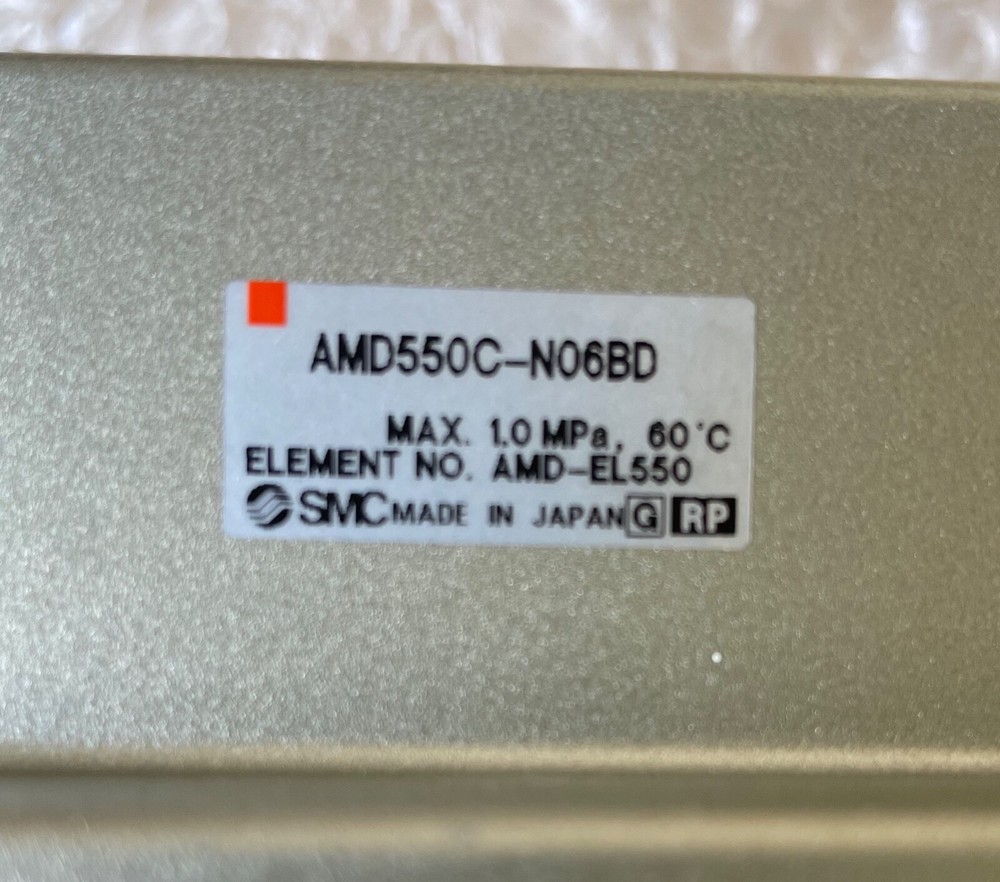 AMD550C-N06BD
MAX. 1.0 MPa, 60°C
ELEMENT NO. AMD-EL550
SMC MADE IN JAPAN G RP